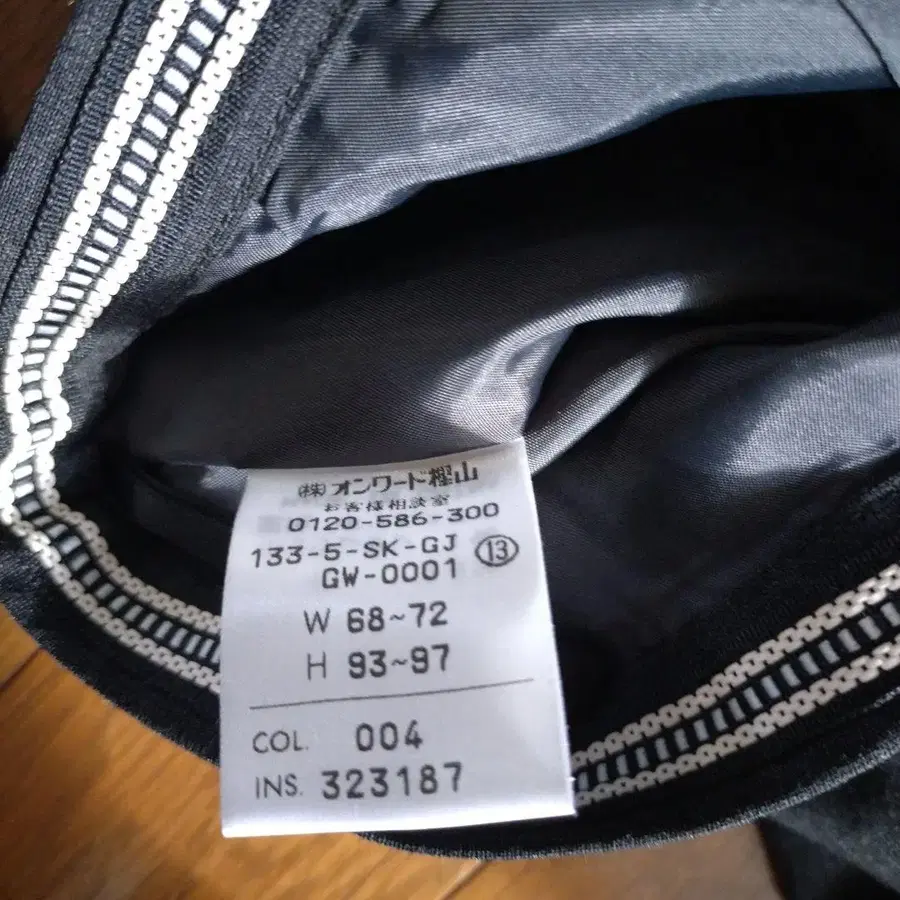 ㈱オンワード樫山
お客様相談室
0120-586-300
133-5-SK-GJ ⑬
GW-0001
W 68~72
H 93~97
COL. 004
INS. 323187